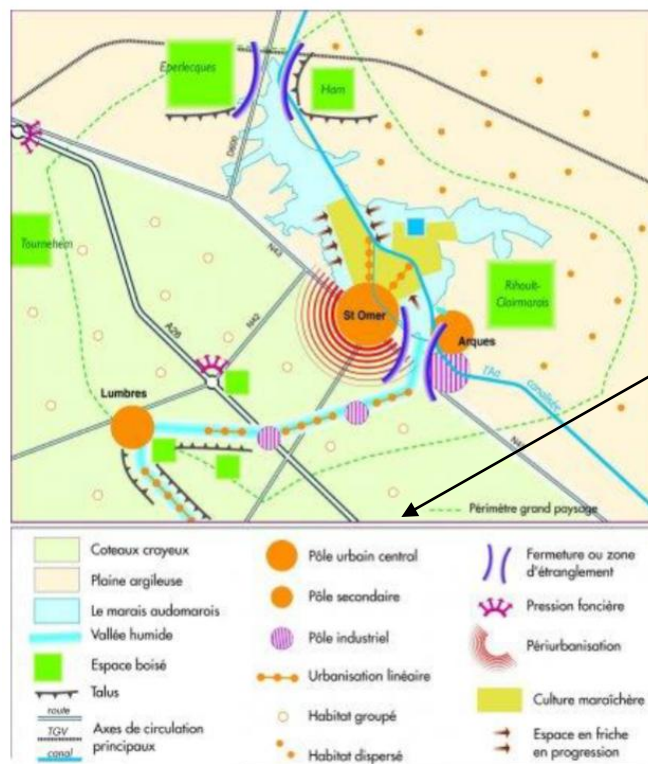 Eperlecques
Ham
D600
Tournehem
N43
Rihoult-
Clairmarais
St Omer
Arques
A26
N42
Lumbres
l'Aa
canalisée
Périmètre grand paysage
Coteaux crayeux
Plaine argileuse
Le marais audomarois
Vallée humide
Espace boisé
Talus
route
TGV
canal
Axes de circulation
principaux
Pôle urbain central
Pôle secondaire
Pôle industriel
Urbanisation linéaire
Habitat groupé
Habitat dispersé
Fermeture ou zone
d'étranglement
Pression foncière
Périurbanisation
Culture maraîchère
Espace en friche
en progression